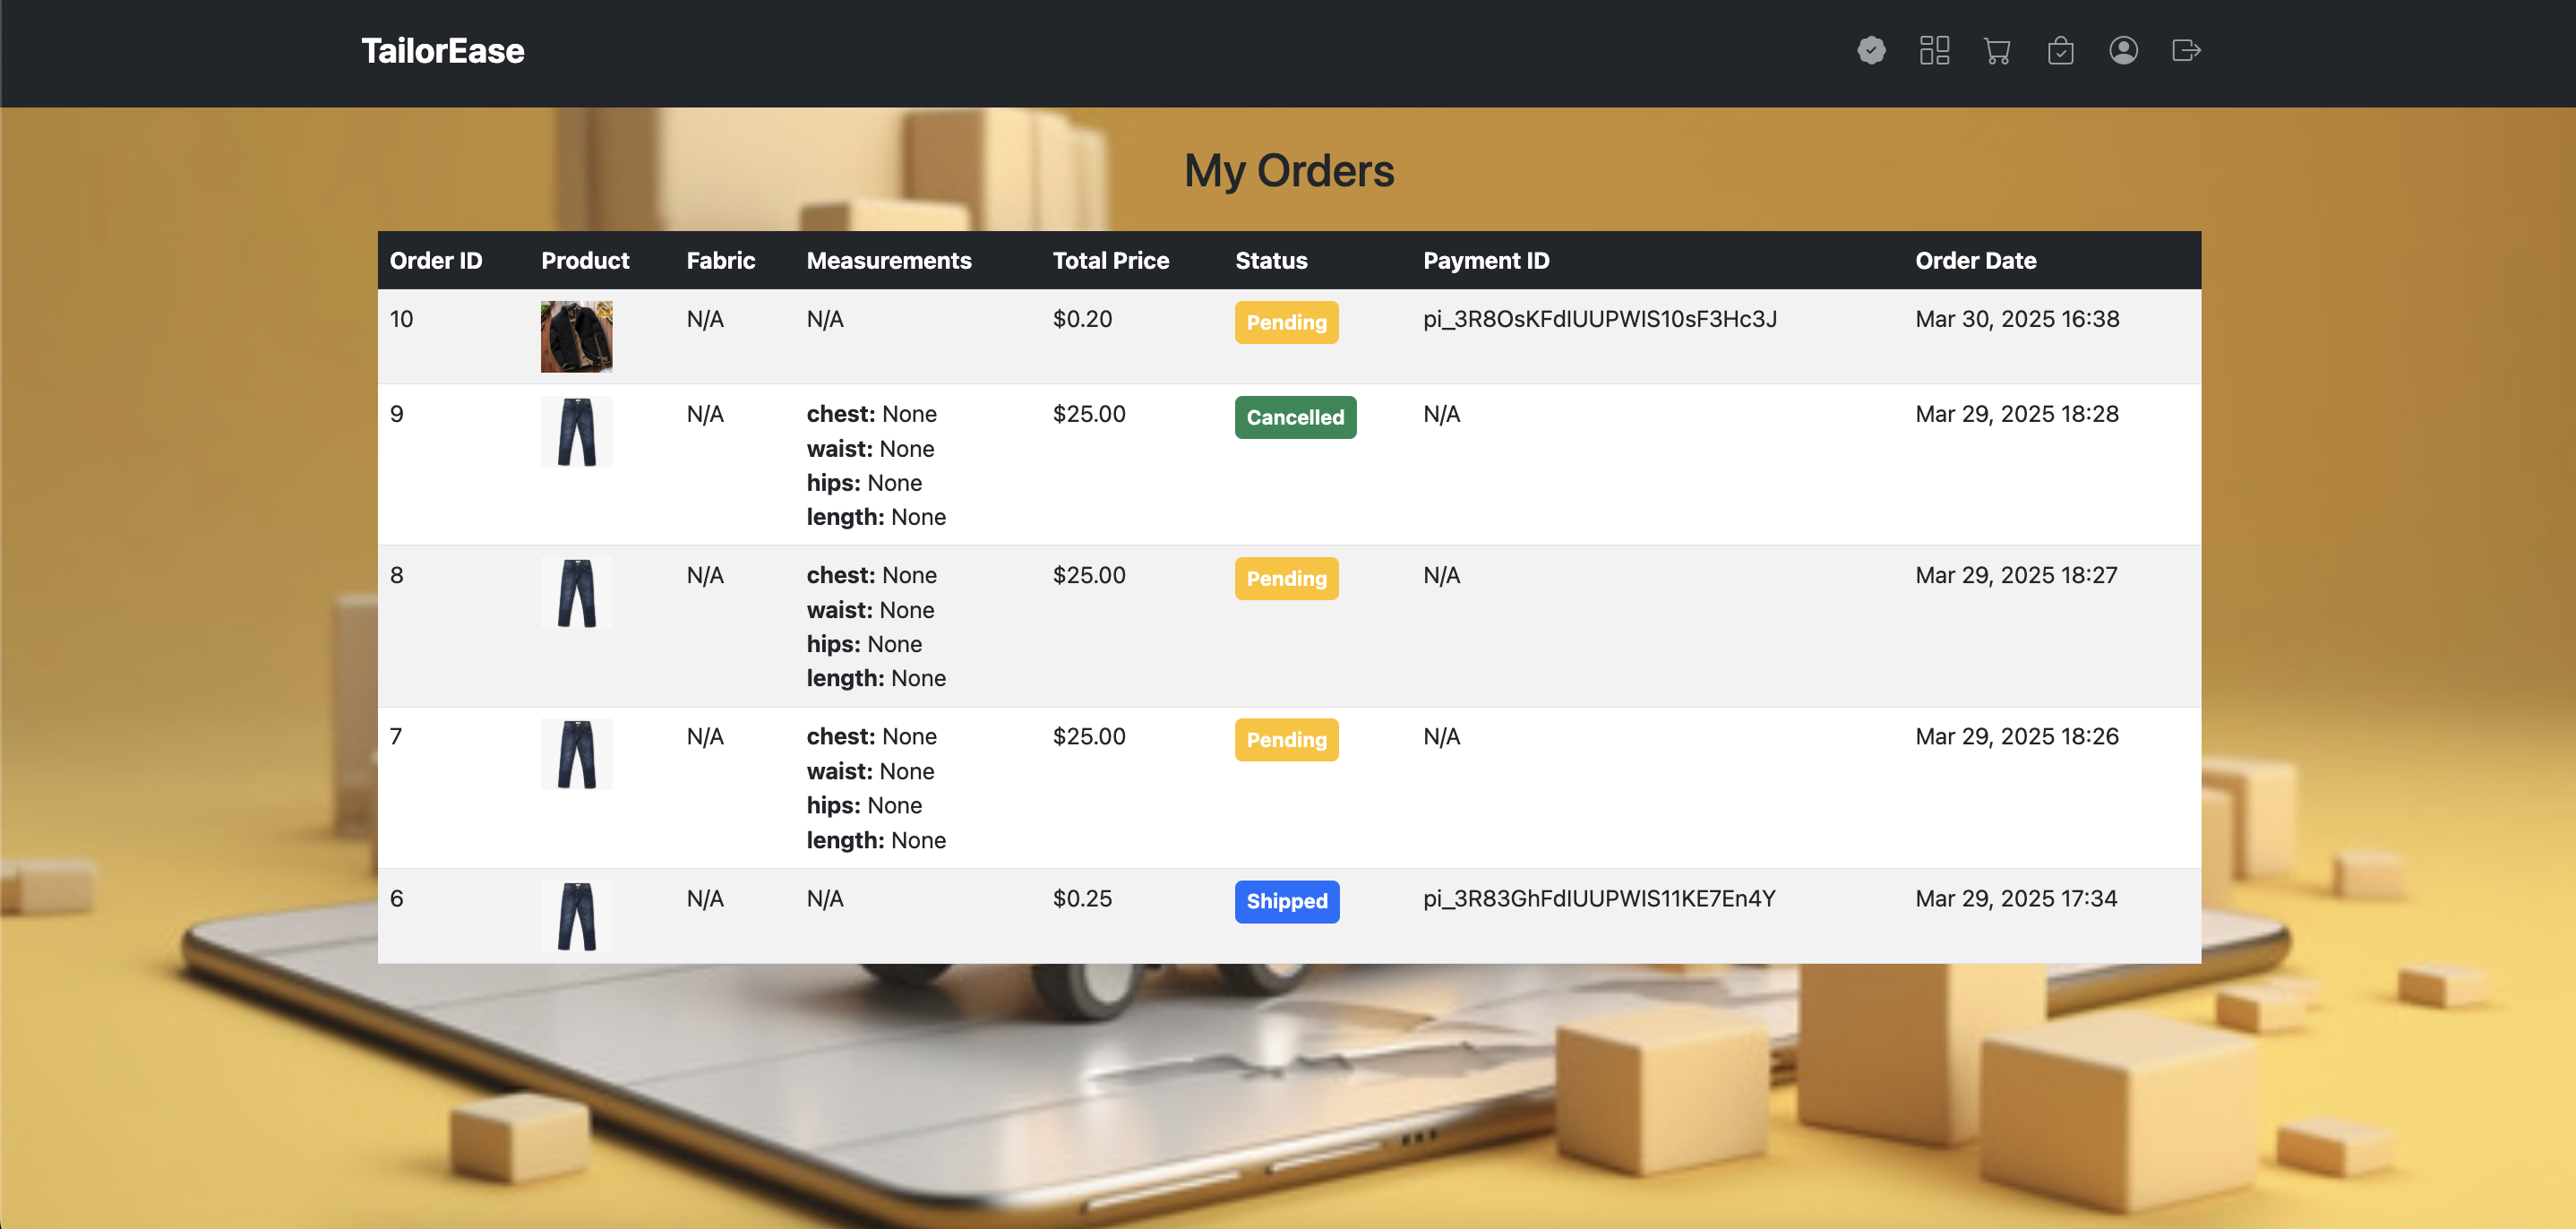 TailorEase
My Orders
Order ID Product Fabric Measurements Total Price Status Payment ID Order Date
10 N/A N/A $0.20 Pending pi_3R8OsKFdIUUPWIS10sF3Hc3J Mar 30, 2025 16:38
9 N/A chest: None $25.00 Cancelled N/A Mar 29, 2025 18:28
waist: None
hips: None
length: None
8 N/A chest: None $25.00 Pending N/A Mar 29, 2025 18:27
waist: None
hips: None
length: None
7 N/A chest: None $25.00 Pending N/A Mar 29, 2025 18:26
waist: None
hips: None
length: None
6 N/A N/A $0.25 Shipped pi_3R83GhFdIUUPWIS11KE7En4Y Mar 29, 2025 17:34